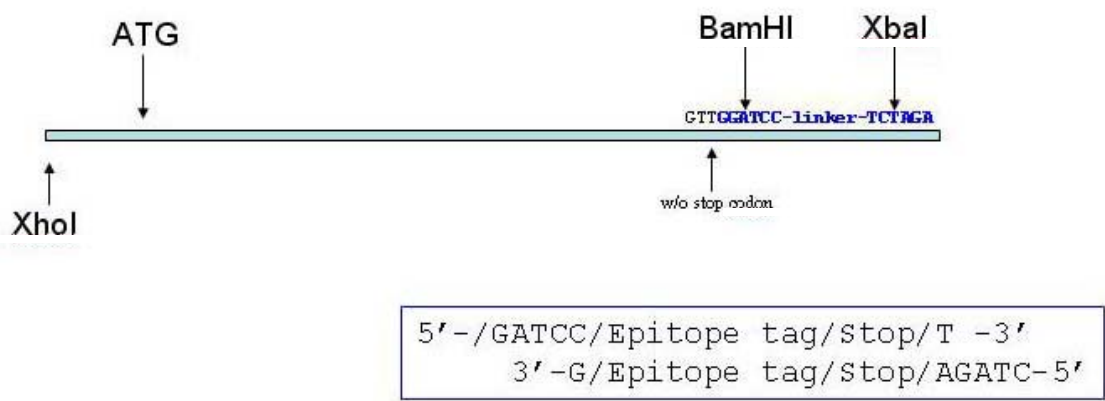 ATG
BamHI XbaI
GTTGGATCC-linker-TCTAGA
w/o stop codon
XhoI
5'-/GATCC/Epitope tag/Stop/T -3'
3'-G/Epitope tag/Stop/AGATC-5'